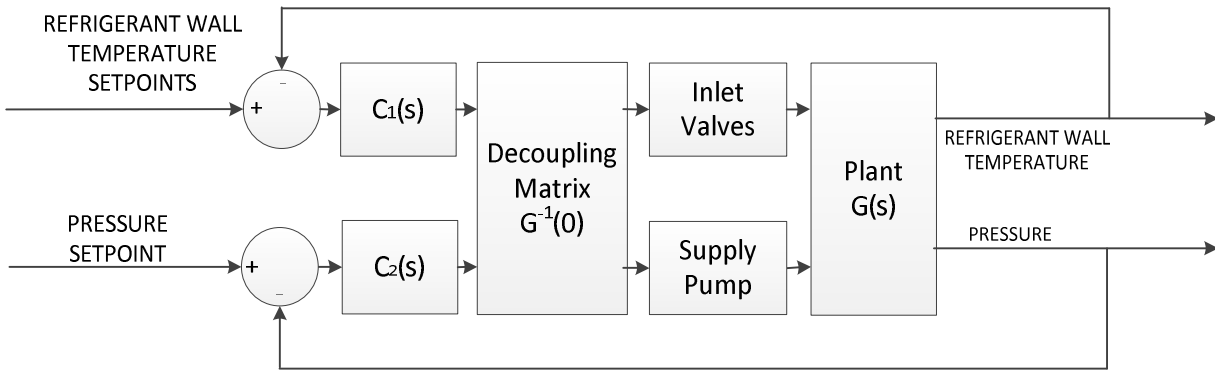 REFRIGERANT WALL
TEMPERATURE
SETPOINTS
–
+
C₁(s)
Decoupling
Matrix
G⁻¹(0)
Inlet
Valves
Plant
G(s)
REFRIGERANT WALL
TEMPERATURE
PRESSURE
SETPOINT
+
–
C₂(s)
Supply
Pump
PRESSURE